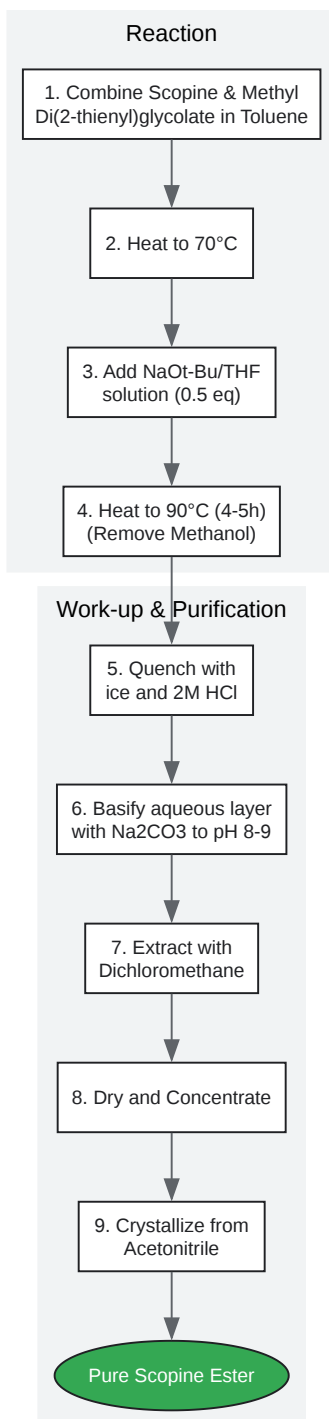 Reaction
1. Combine Scopine & Methyl
Di(2-thienyl)glycolate in Toluene
2. Heat to 70°C
3. Add NaOt-Bu/THF
solution (0.5 eq)
4. Heat to 90°C (4-5h)
(Remove Methanol)
Work-up & Purification
5. Quench with
ice and 2M HCl
6. Basify aqueous layer
with Na2CO3 to pH 8-9
7. Extract with
Dichloromethane
8. Dry and Concentrate
9. Crystallize from
Acetonitrile
Pure Scopine Ester